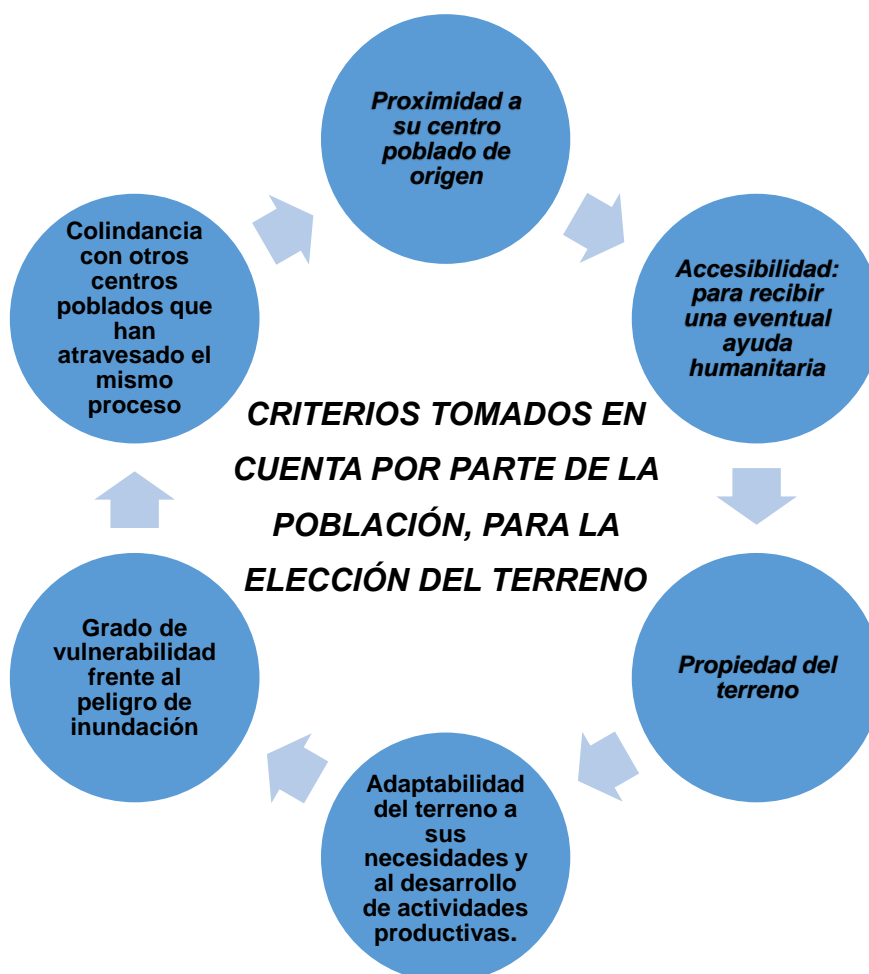 Proximidad a
su centro
poblado de
origen
Accesibilidad:
para recibir
una eventual
ayuda
humanitaria
Propiedad del
terreno
Adaptabilidad
del terreno a
sus
necesidades y
al desarrollo
de actividades
productivas.
Grado de
vulnerabilidad
frente al
peligro de
inundación
Colindancia
con otros
centros
poblados que
han
atravesado el
mismo
proceso
CRITERIOS TOMADOS EN
CUENTA POR PARTE DE LA
POBLACIÓN, PARA LA
ELECCIÓN DEL TERRENO